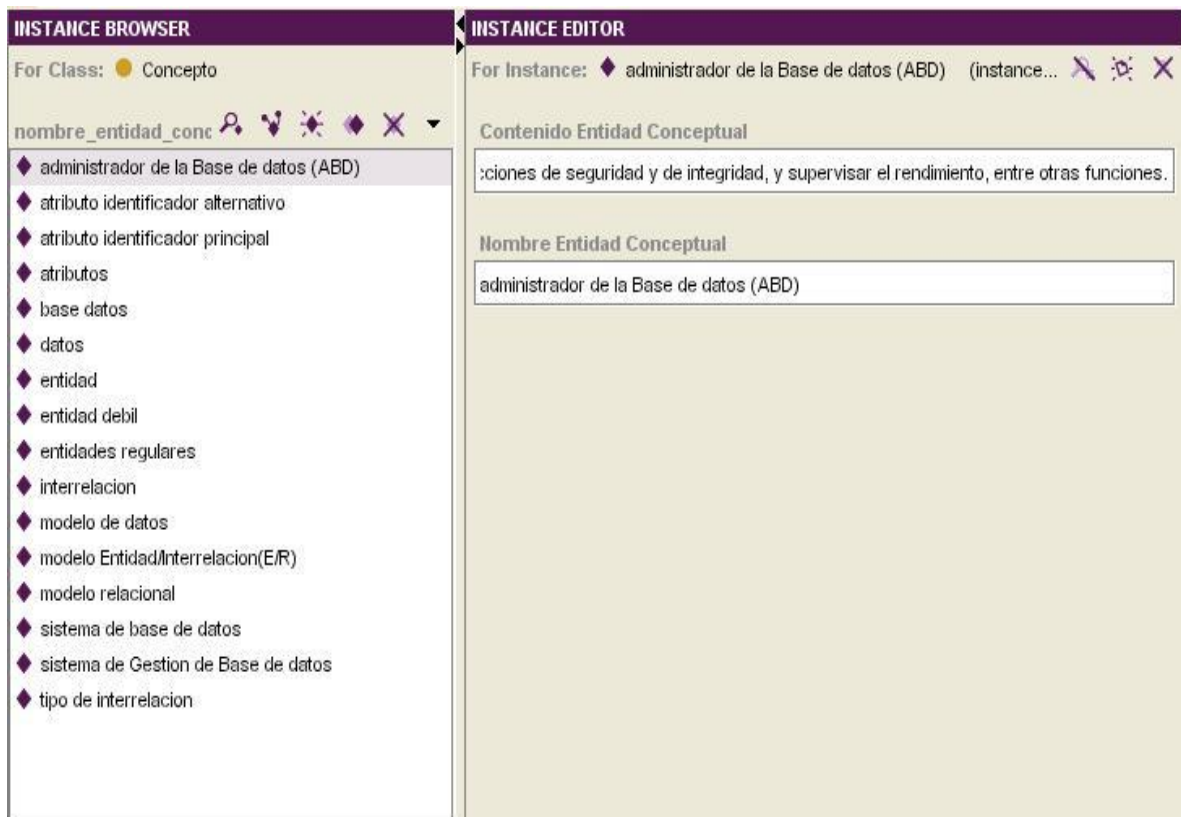 INSTANCE BROWSER
For Class: Concepto
nombre_entidad_conc
administrador de la Base de datos (ABD)
atributo identificador alternativo
atributo identificador principal
atributos
base datos
datos
entidad
entidad debil
entidades regulares
interrelacion
modelo de datos
modelo Entidad/Interrelacion(E/R)
modelo relacional
sistema de base de datos
sistema de Gestion de Base de datos
tipo de interrelacion
INSTANCE EDITOR
For Instance: administrador de la Base de datos (ABD) (instance...
Contenido Entidad Conceptual
cciones de seguridad y de integridad, y supervisar el rendimiento, entre otras funciones.
Nombre Entidad Conceptual
administrador de la Base de datos (ABD)